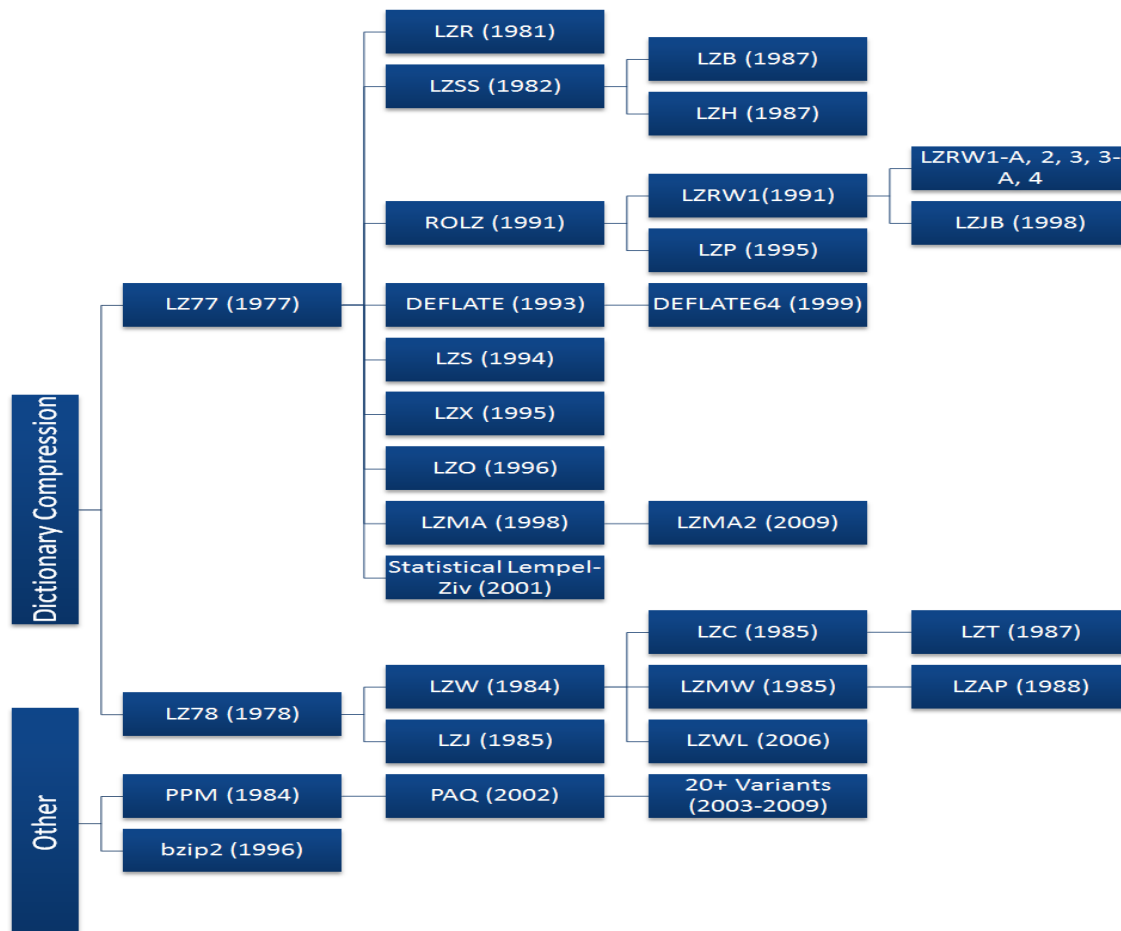 LZR (1981)
LZSS (1982)
LZB (1987)
LZH (1987)
ROLZ (1991)
LZRW1(1991)
LZRW1-A, 2, 3, 3-
A, 4
LZJB (1998)
LZP (1995)
Dictionary Compression
LZ77 (1977)
DEFLATE (1993)
DEFLATE64 (1999)
LZS (1994)
LZX (1995)
LZO (1996)
LZMA (1998)
LZMA2 (2009)
Statistical Lempel-
Ziv (2001)
LZ78 (1978)
LZW (1984)
LZC (1985)
LZT (1987)
LZMW (1985)
LZAP (1988)
LZWL (2006)
LZJ (1985)
Other
PPM (1984)
PAQ (2002)
20+ Variants
(2003-2009)
bzip2 (1996)